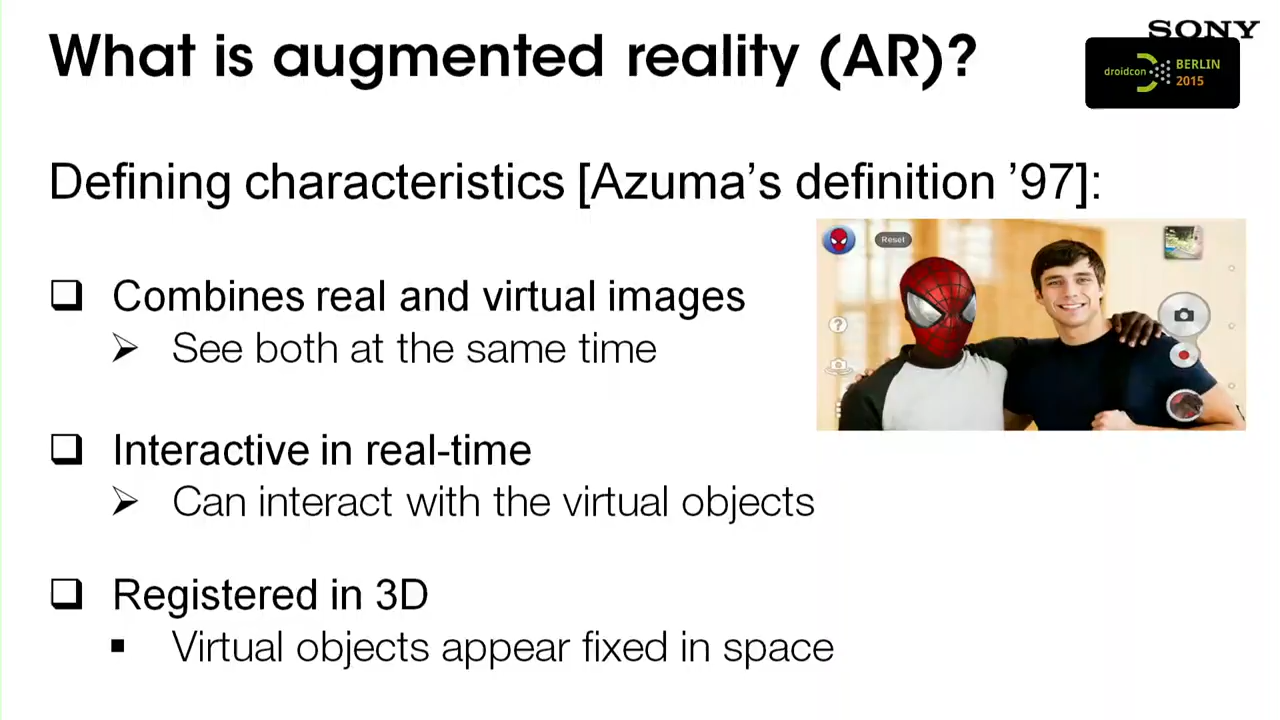 What is augmented reality (AR)?
SONY
droidcon
BERLIN
2015
Defining characteristics [Azuma's definition '97]:
Reset
?
Combines real and virtual images
See both at the same time
Interactive in real-time
Can interact with the virtual objects
Registered in 3D
Virtual objects appear fixed in space